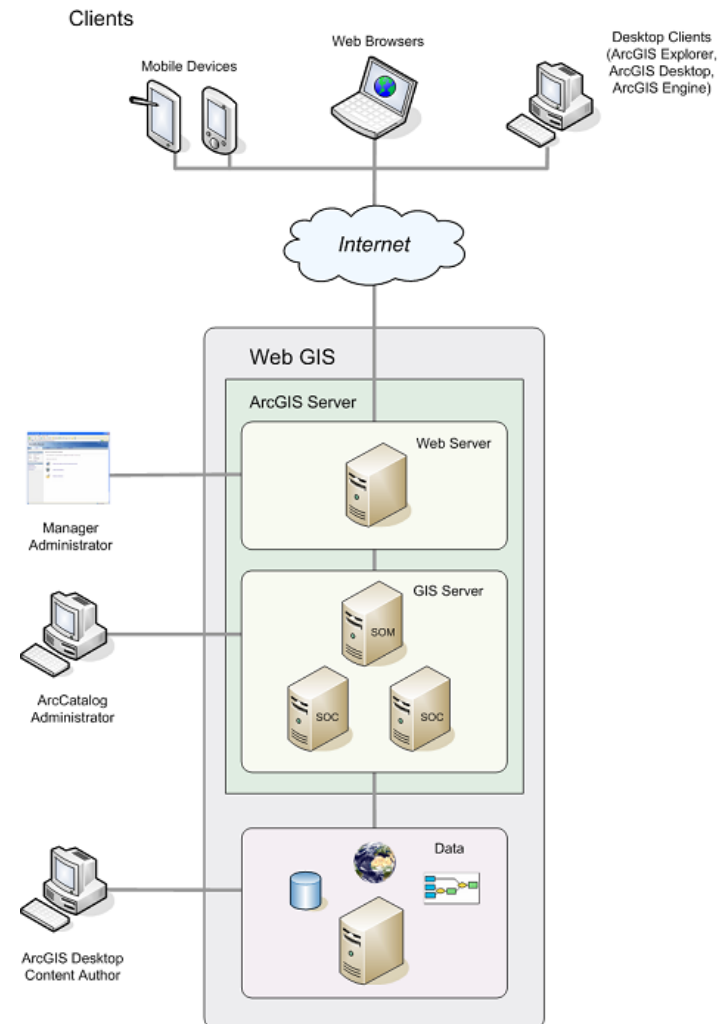 Clients
Mobile Devices
Web Browsers
Desktop Clients
(ArcGIS Explorer,
ArcGIS Desktop,
ArcGIS Engine)
Internet
Web GIS
ArcGIS Server
Web Server
Manager
Administrator
GIS Server
SOM
SOC
SOC
ArcCatalog
Administrator
Data
ArcGIS Desktop
Content Author